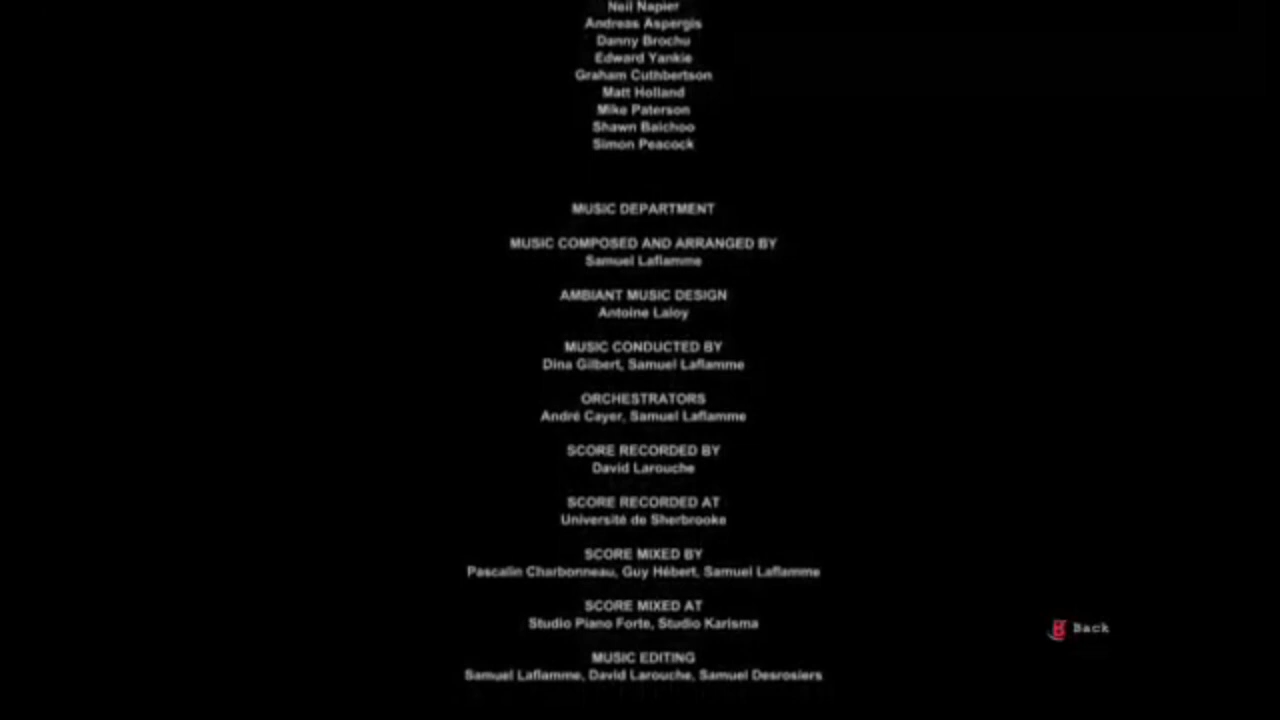 Neil Napier
Andreas Aspergis
Danny Brochu
Edward Yankie
Graham Cuthbertson
Matt Holland
Mike Paterson
Shawn Baichoo
Simon Peacock
MUSIC DEPARTMENT
MUSIC COMPOSED AND ARRANGED BY
Samuel Laflamme
AMBIANT MUSIC DESIGN
Antoine Laloy
MUSIC CONDUCTED BY
Dina Gilbert, Samuel Laflamme
ORCHESTRATORS
André Cayer, Samuel Laflamme
SCORE RECORDED BY
David Larouche
SCORE RECORDED AT
Université de Sherbrooke
SCORE MIXED BY
Pascalin Charbonneau, Guy Hébert, Samuel Laflamme
SCORE MIXED AT
Studio Piano Forte, Studio Karisma
B Back
MUSIC EDITING
Samuel Laflamme, David Larouche, Samuel Desrosiers